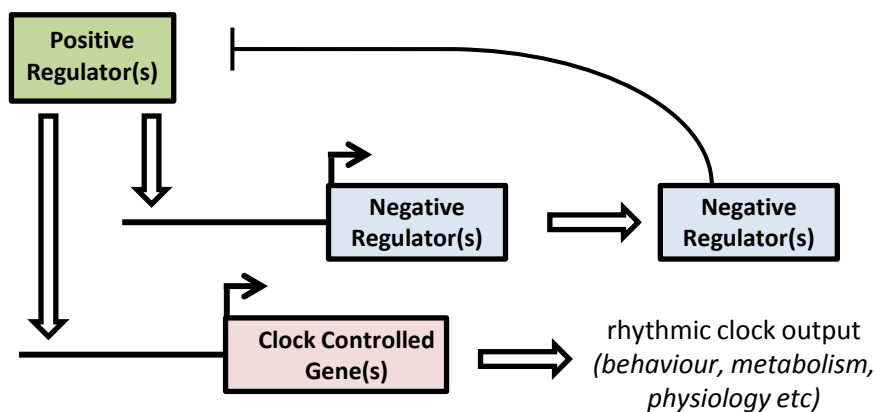 Positive
Regulator(s)
Negative
Regulator(s)
Negative
Regulator(s)
Clock Controlled
Gene(s)
rhythmic clock output
(behaviour, metabolism,
physiology etc)